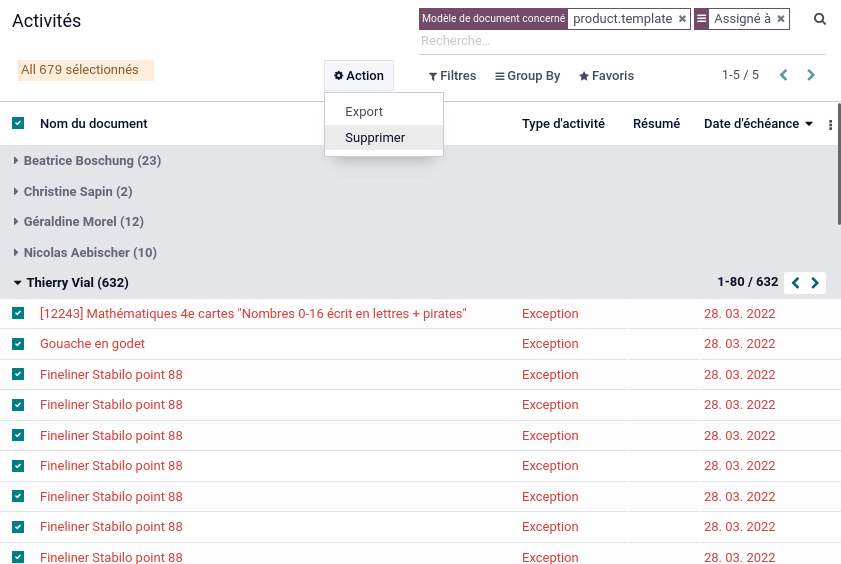 Activités
Modèle de document concerné product.template ✖ Assigné à ✖
Recherche...
All 679 sélectionnés
Action
Filtres Group By Favoris 1-5 / 5
Export
Supprimer
Nom du document Type d'activité Résumé Date d'échéance
Beatrice Boschung (23)
Christine Sapin (2)
Géraldine Morel (12)
Nicolas Aebischer (10)
Thierry Vial (632) 1-80 / 632
[12243] Mathématiques 4e cartes "Nombres 0-16 écrit en lettres + pirates" Exception 28. 03. 2022
Gouache en godet Exception 28. 03. 2022
Fineliner Stabilo point 88 Exception 28. 03. 2022
Fineliner Stabilo point 88 Exception 28. 03. 2022
Fineliner Stabilo point 88 Exception 28. 03. 2022
Fineliner Stabilo point 88 Exception 28. 03. 2022
Fineliner Stabilo point 88 Exception 28. 03. 2022
Fineliner Stabilo point 88 Exception 28. 03. 2022
Fineliner Stabilo point 88 Exception 28. 03. 2022